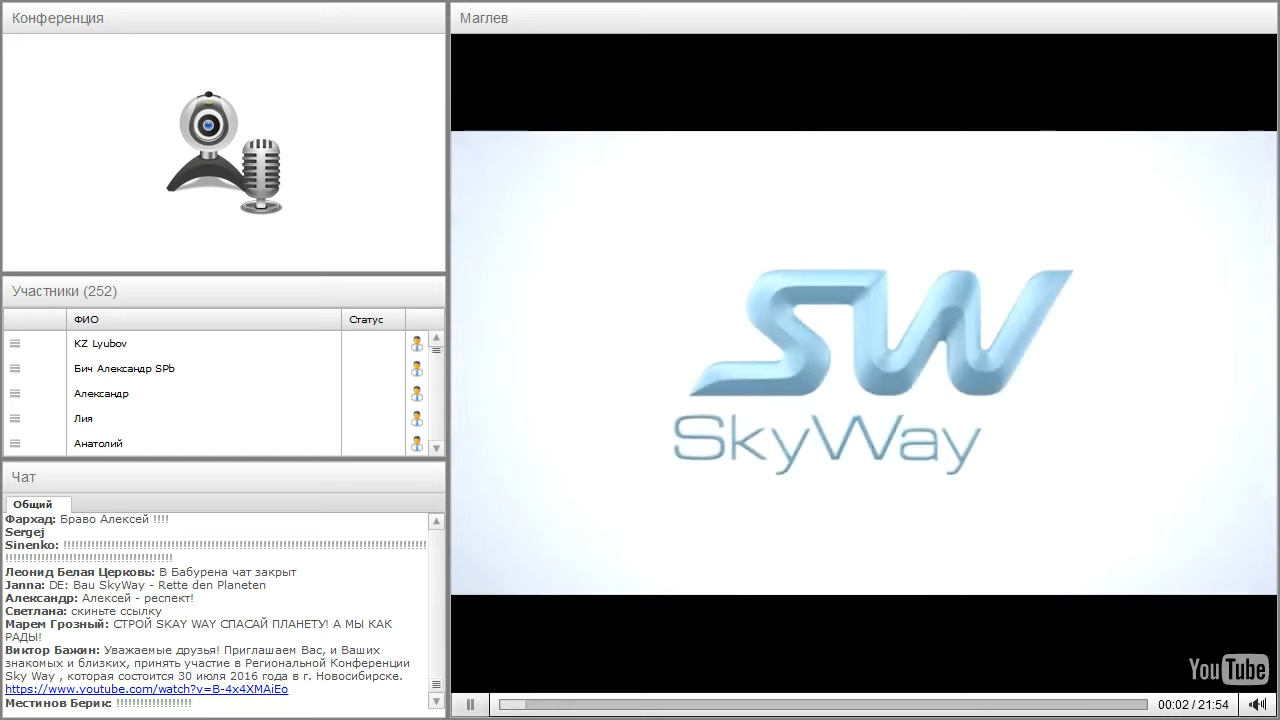 Конференция
Маглев
SW
SkyWay
Участники (252)
ФИО Статус
KZ Lyubov
Бич Александр SPb
Александр
Лия
Анатолий
Чат
Общий
Фархад: Браво Алексей !!!!
Sergej
Sinenko: !!!!!!!!!!!!!!!!!!!!!!!!!!!!!!!!!!!!!!!!!!!!!!!!!!!!!!!!!!!!!!!!!!!!!!!!!!!!!!!!!!!!!!!!!!!
!!!!!!!!!!!!!!!!!!!!!!!!!!!!!!!!!!!!!!!!!!
Леонид Белая Церковь: В Бабурена чат закрыт
Janna: DE: Bau SkyWay - Rette den Planeten
Александр: Алексей - респект!
Светлана: скиньте ссылку
Марем Грозный: СТРОЙ SKAY WAY СПАСАЙ ПЛАНЕТУ! А МЫ КАК
РАДЫ!
Виктор Бажин: Уважаемые друзья! Приглашаем Вас, и Ваших
знакомых и близких, принять участие в Региональной Конференции
Sky Way , которая состоится 30 июля 2016 года в г. Новосибирске.
https://www.youtube.com/watch?v=B-4x4XMAiEo
Местинов Берик: !!!!!!!!!!!!!!!!!!!
YouTube
00:02 / 21:54